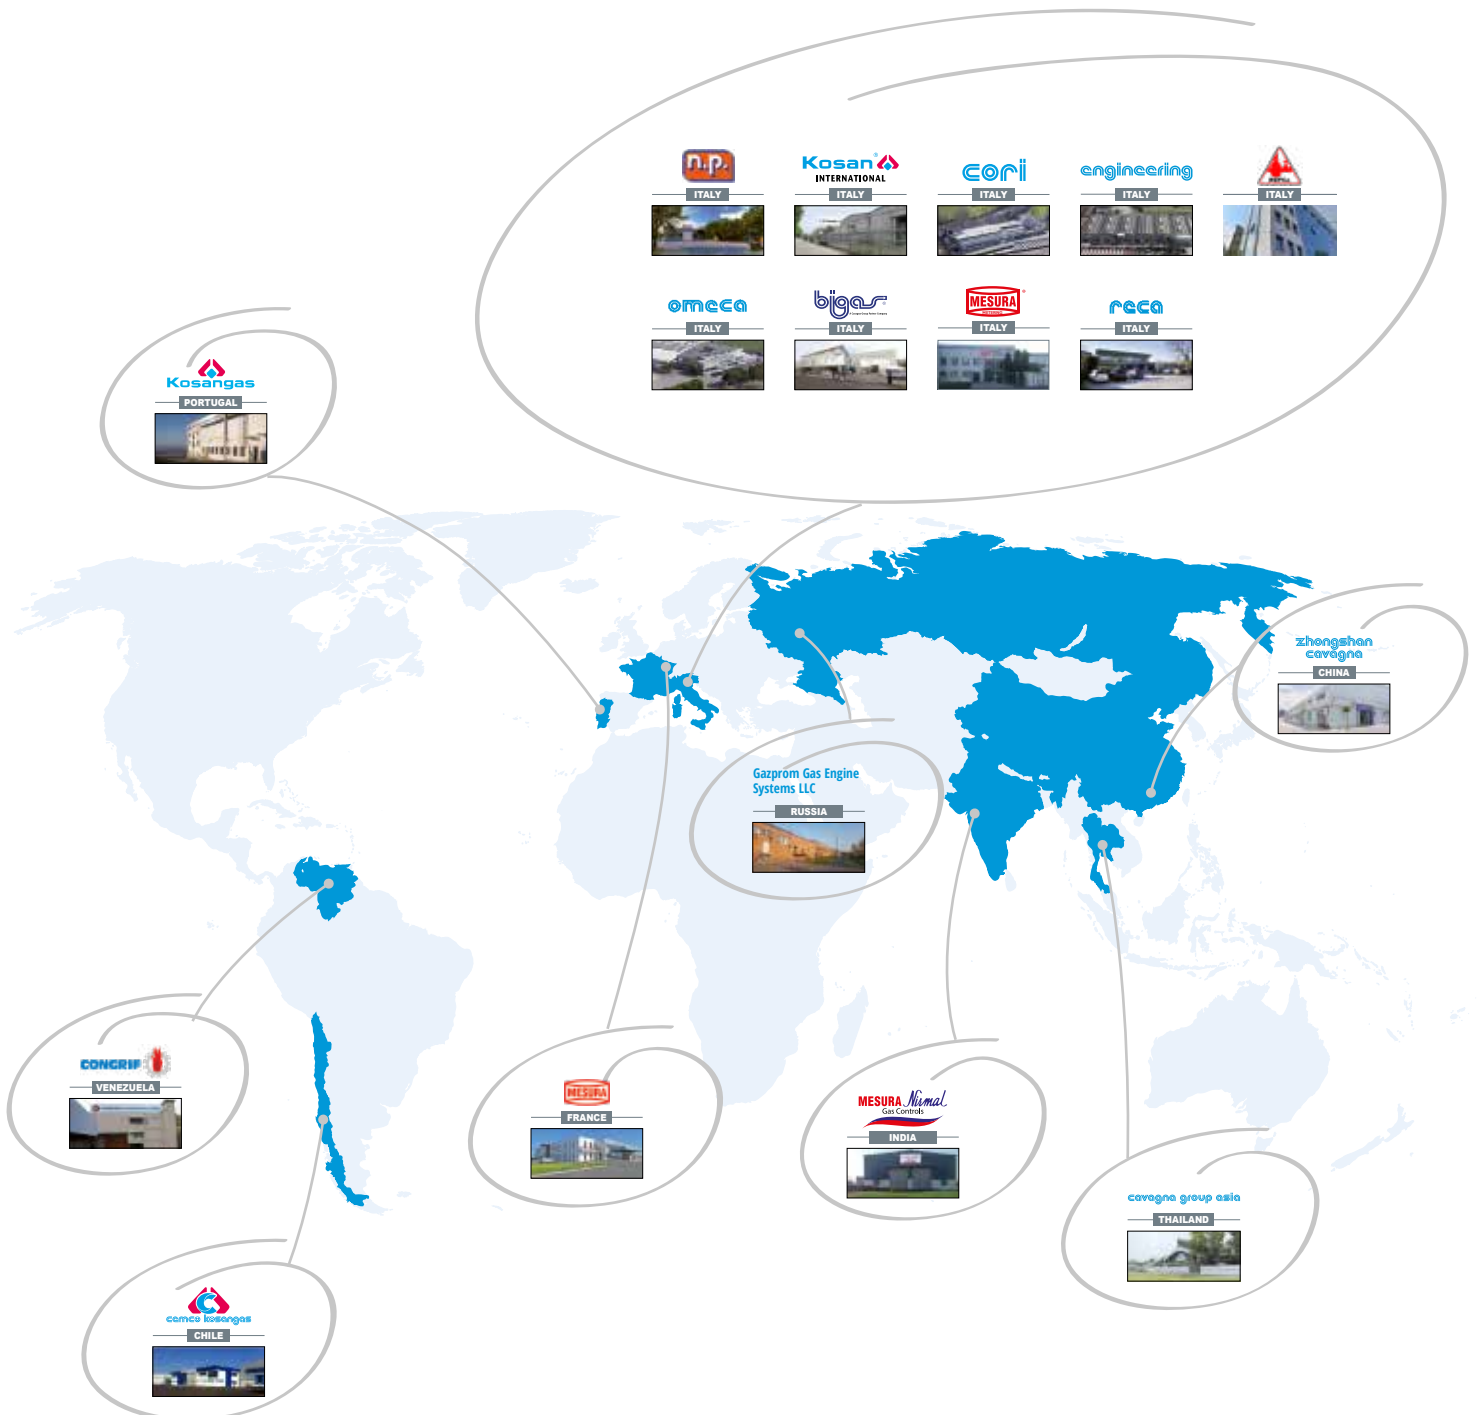 n.p.
ITALY
Kosan
INTERNATIONAL
ITALY
cori
ITALY
engineering
ITALY
ITALY
omeca
ITALY
bigas
ITALY
MESURA
ITALY
reca
ITALY
Kosangas
PORTUGAL
zhongshan
cavagna
CHINA
Gazprom Gas Engine
Systems LLC
RUSSIA
CONGRIF
VENEZUELA
MESURA
FRANCE
MESURA Nirmal
Gas Controls
INDIA
cavagna group asia
THAILAND
camco kosangas
CHILE